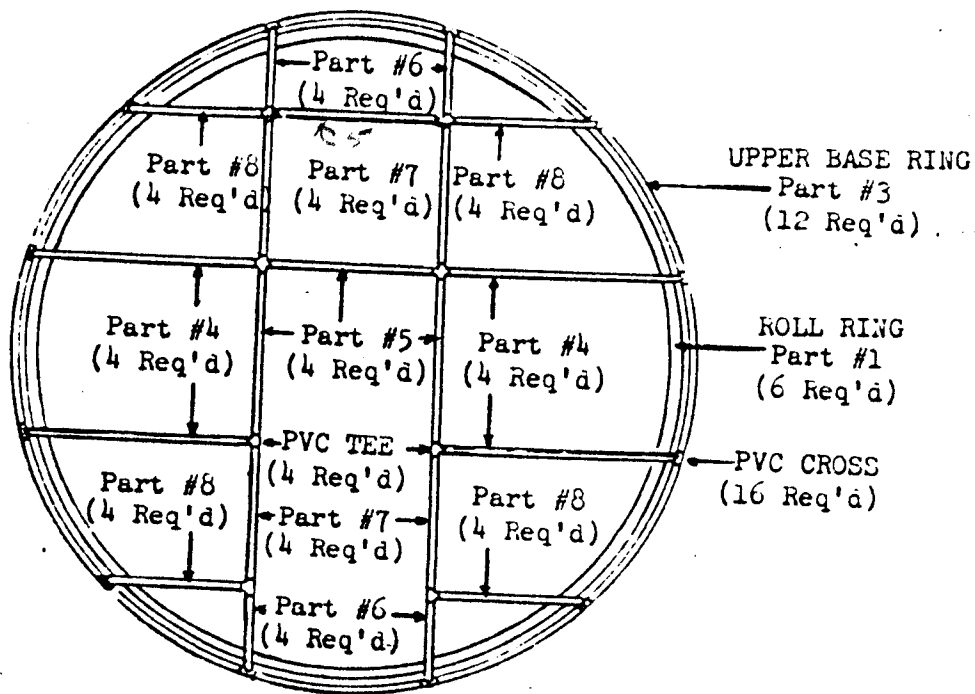 Part #6
(4 Req'd)
Part #8
(4 Req'd
Part #7
(4 Req'd)
Part #8
(4 Req'd)
UPPER BASE RING
Part #3
(12 Req'd)
Part #4
(4 Req'd)
Part #5
(4 Req'd)
Part #4
(4 Req'd)
ROLL RING
Part #1
(6 Req'd)
PVC TEE
(4 Req'd)
PVC CROSS
(16 Req'd)
Part #8
(4 Req'd)
Part #7
(4 Req'd)
Part #8
(4 Req'd)
Part #6
(4 Req'd)